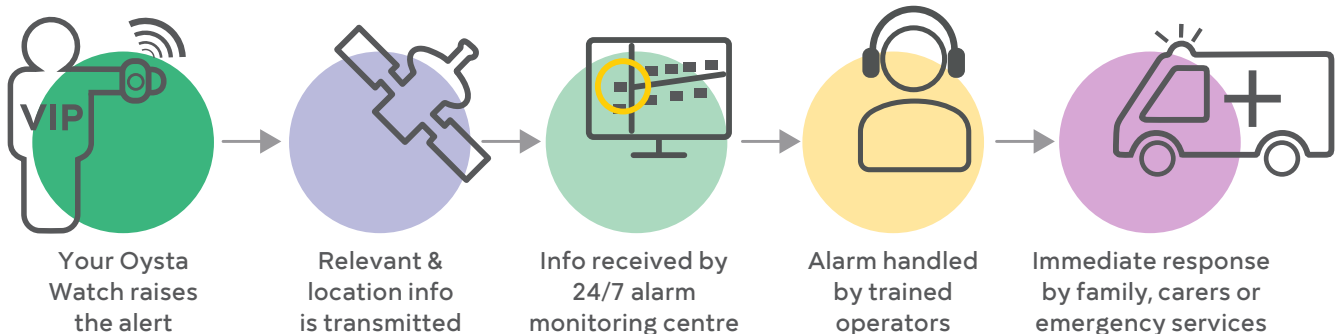 VIP
Your Oysta
Watch raises
the alert
Relevant &
location info
is transmitted
Info received by
24/7 alarm
monitoring centre
Alarm handled
by trained
operators
Immediate response
by family, carers or
emergency services